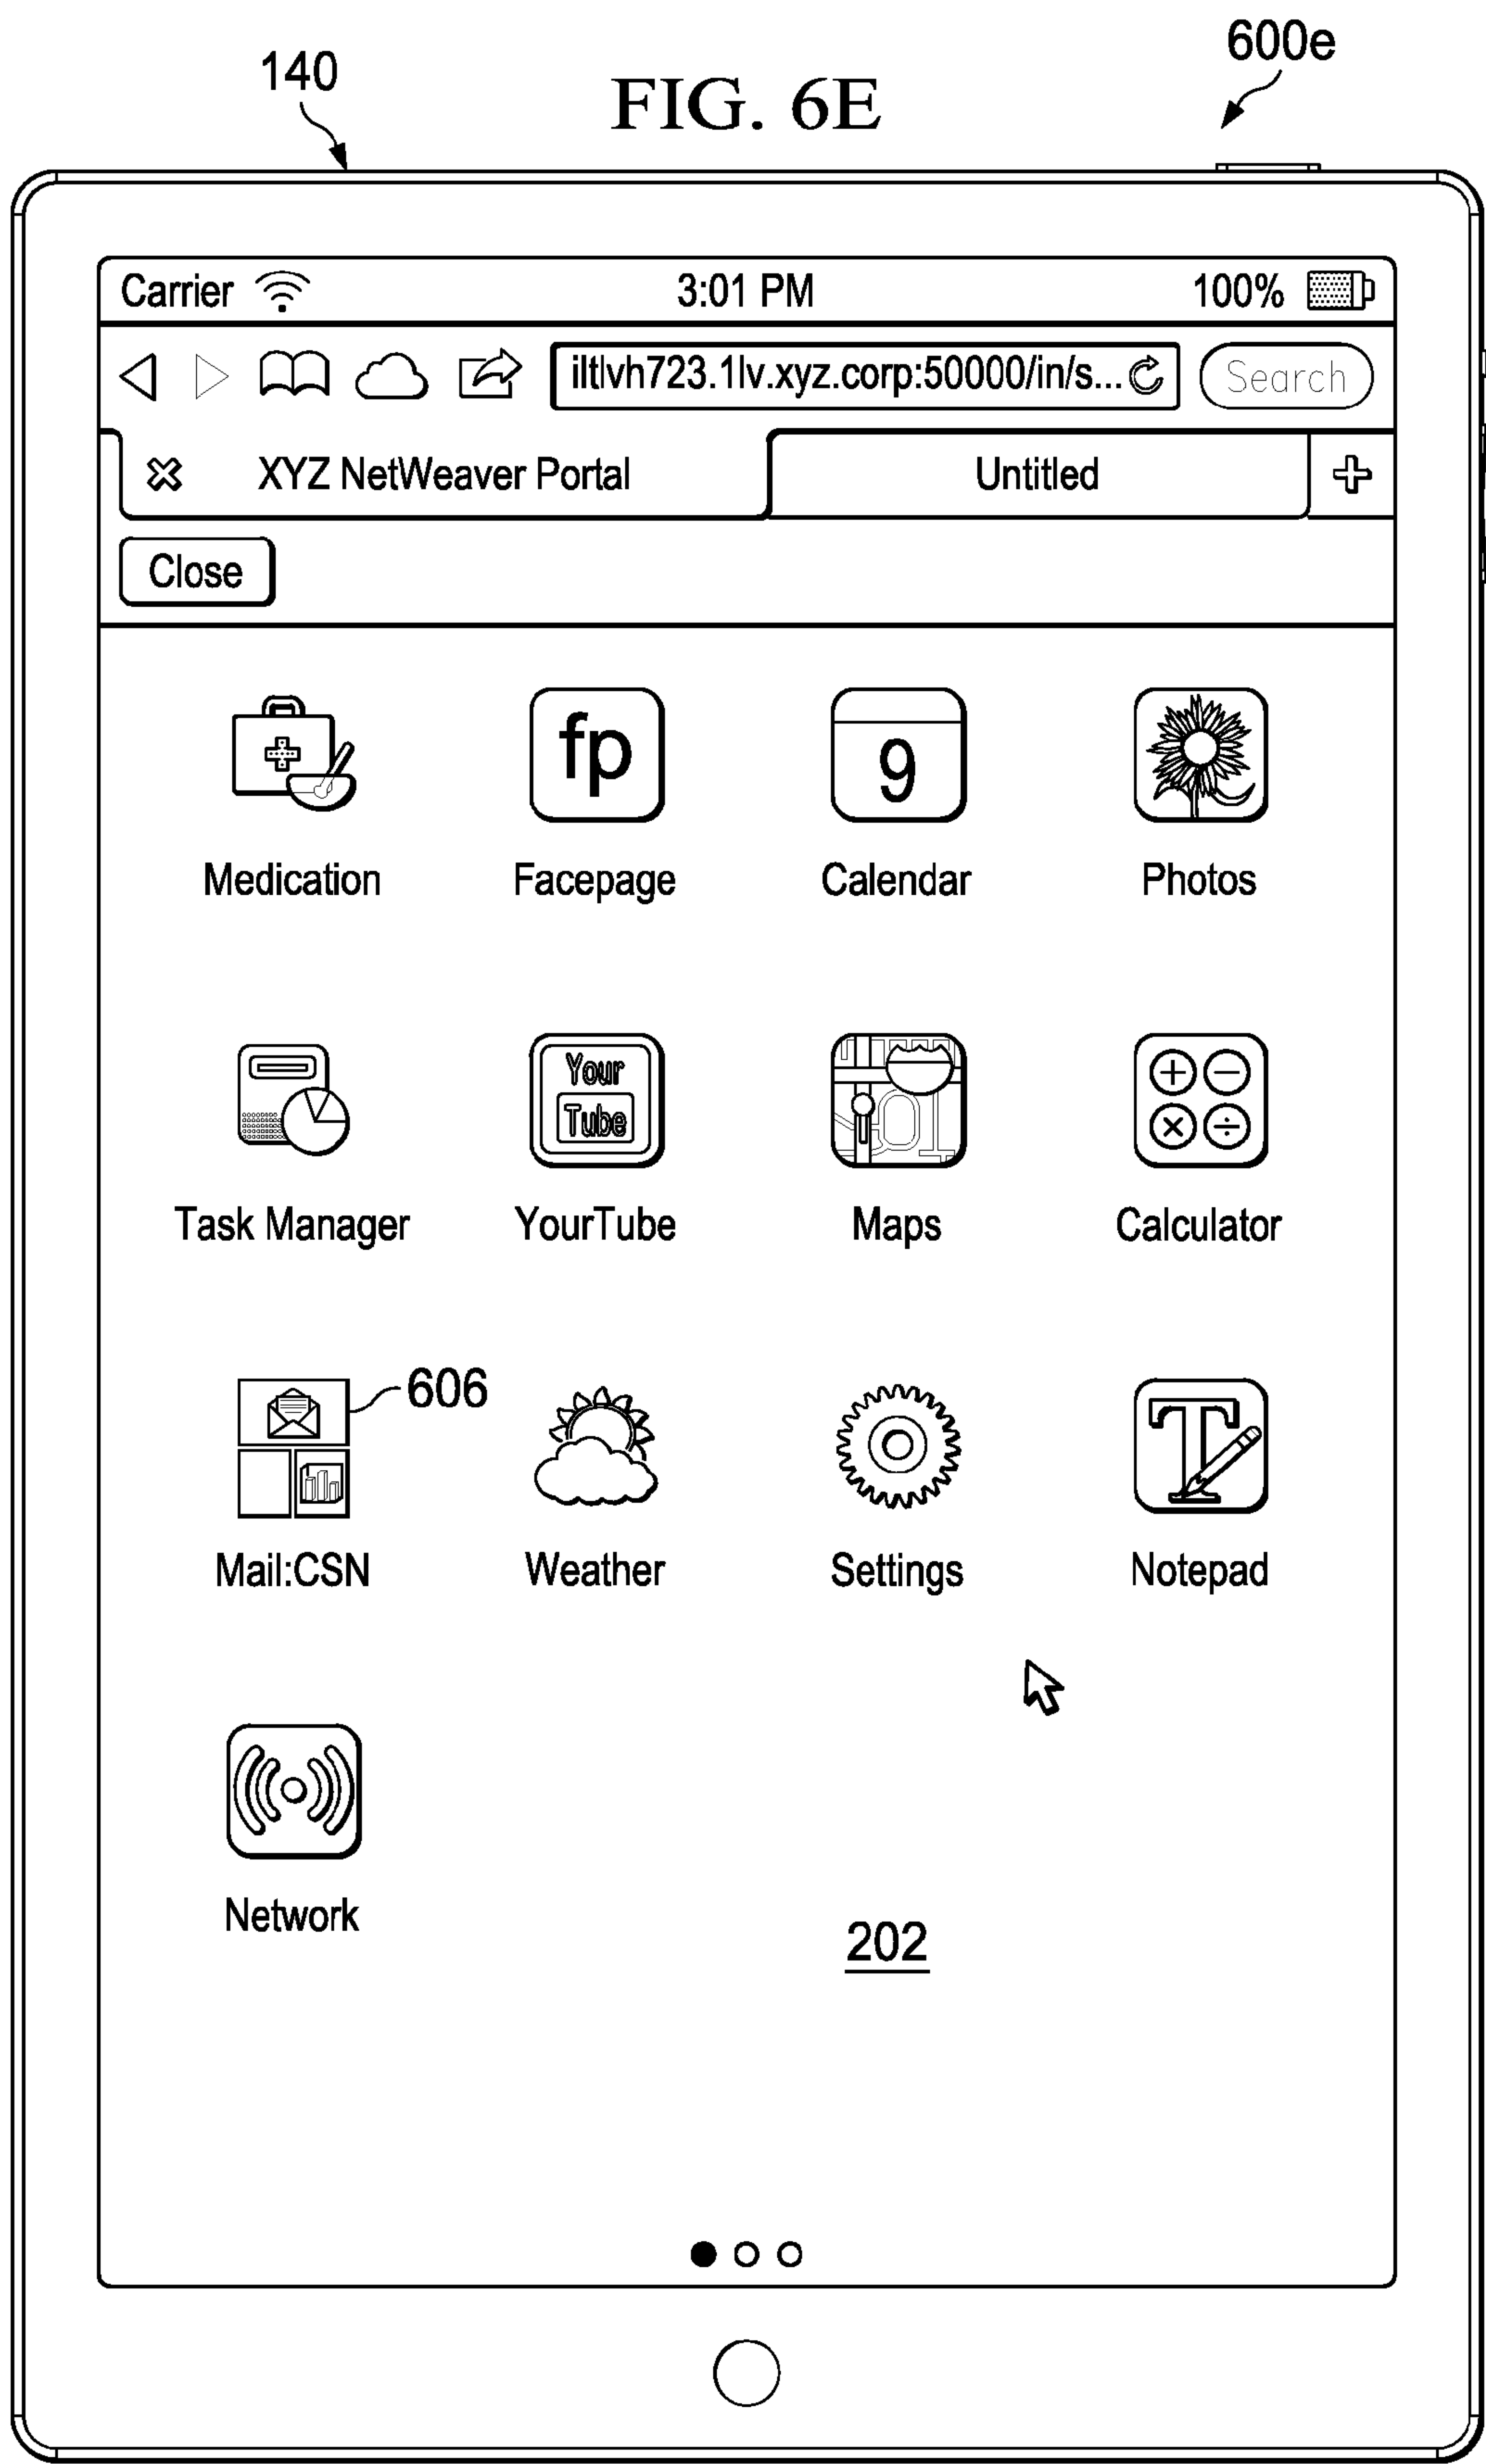 600e
140
FIG. 6E
Carrier 3:01 PM 100%
iltlvh723.1lv.xyz.corp:50000/in/s... Search
XYZ NetWeaver Portal Untitled
Close
fp 9
Medication Facepage Calendar Photos
Your
Tube
Task Manager YourTube Maps Calculator
606
T
Mail:CSN Weather Settings Notepad
Network
202